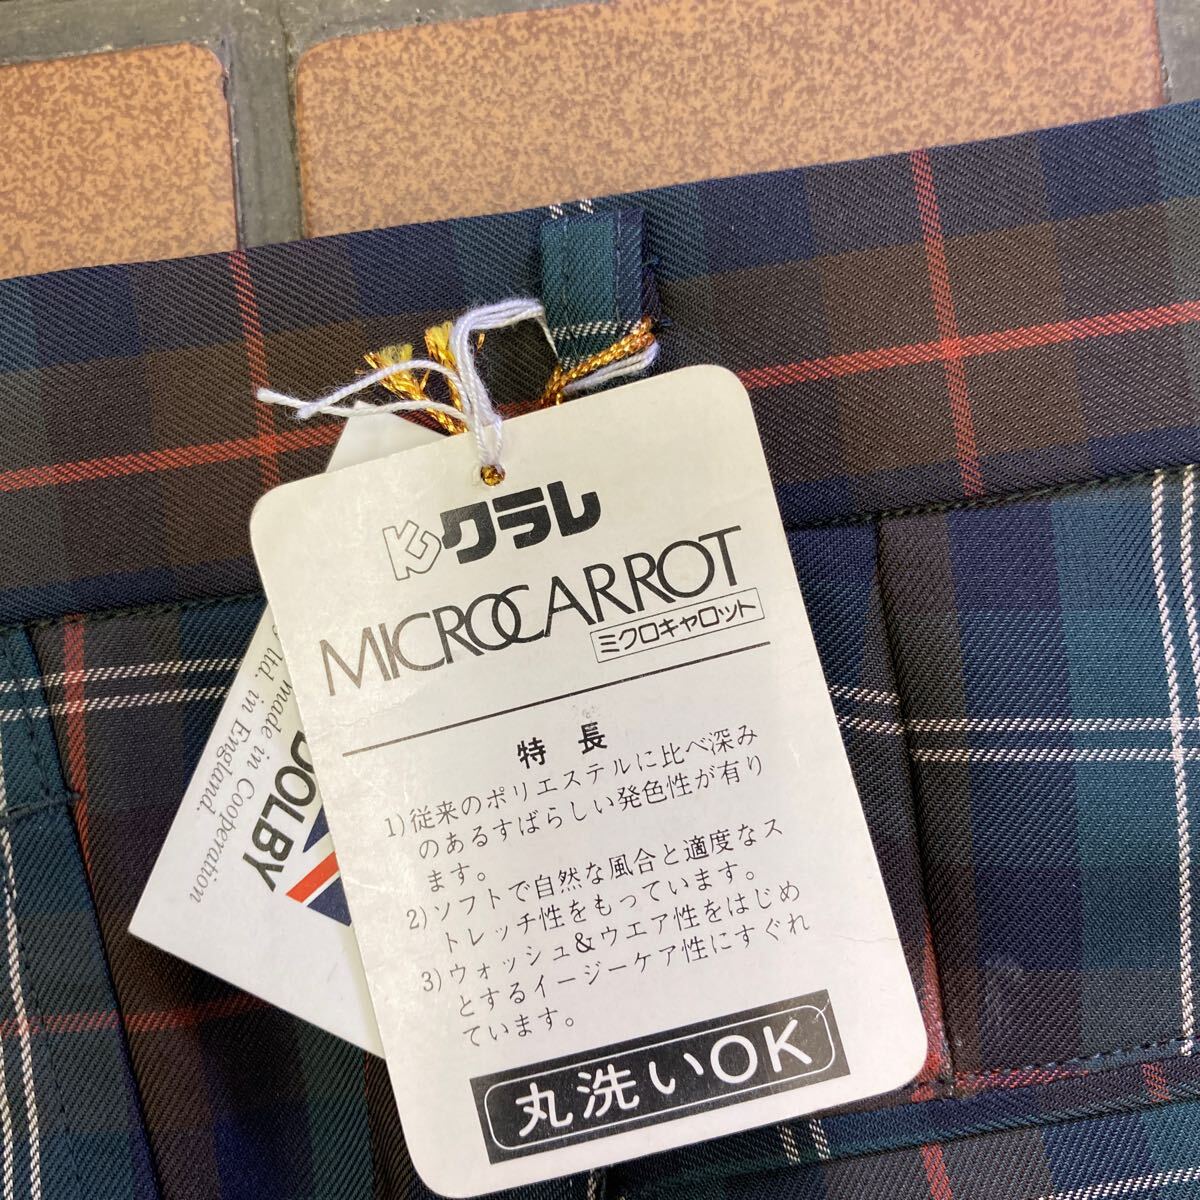 クラレ
MICROCARROT
ミクロキャロット
特長
1)従来のポリエステルに比べ深み
のあるすばらしい発色性が有り
ます。
2)ソフトで自然な風合と適度なス
トレッチ性をもっています。
3)ウォッシュ&ウエア性をはじめ
とするイージーケア性にすぐれ
ています。
丸洗いOK
OLBY
made in Cooperation
ltd. in England.